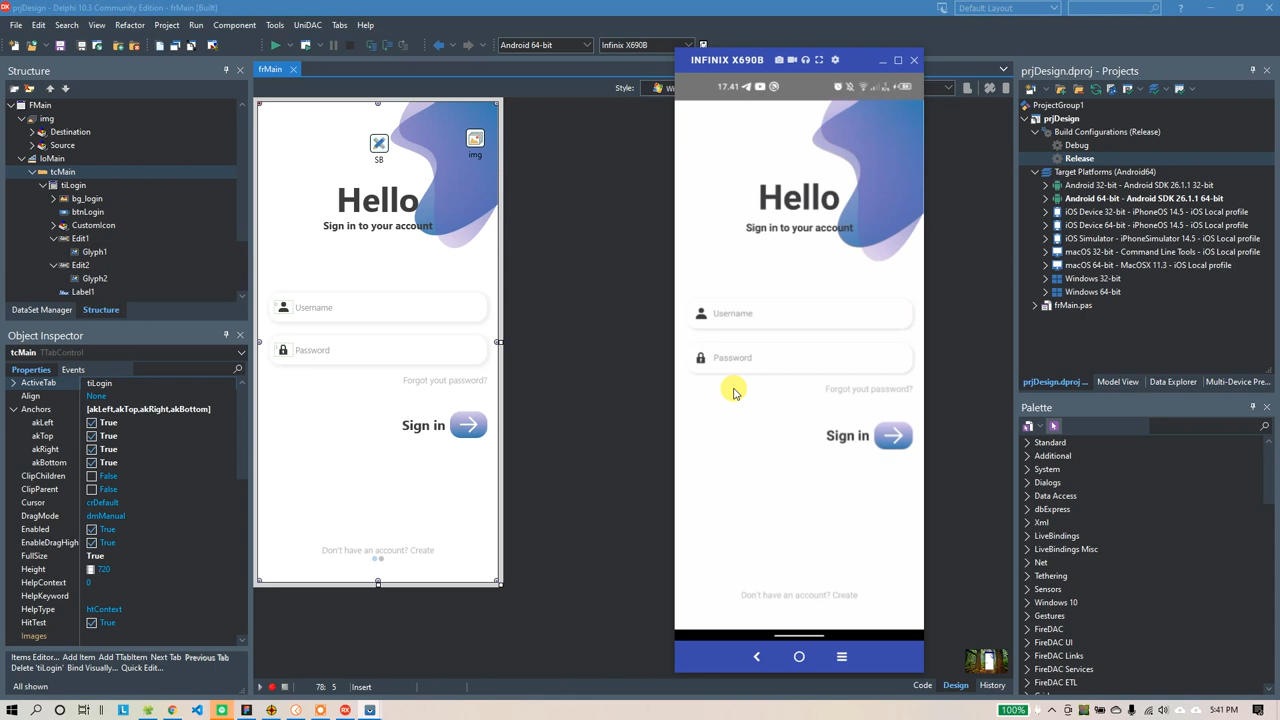 prjDesign - Delphi 10.3 Community Edition - frMain [Built]
Default Layout
File Edit Search View Refactor Project Run Component Tools Tabs Help
Android 64-bit
Infinix X690B
Structure
FMain
img
Destination
Source
loMain
tcMain
tiLogin
bg_login
btnLogin
CustomIcon
Edit1
Glyph1
Edit2
Glyph2
Label1
DataSet Manager Structure
Object Inspector
tcMain TTabControl
Properties Events
ActiveTab tiLogin
Align None
Anchors [akLeft,akTop,akRight,akBottom]
akLeft True
akTop True
akRight True
akBottom True
ClipChildren False
ClipParent False
Cursor crDefault
DragMode dmManual
Enabled True
EnableDragHigh True
FullSize True
Height 720
HelpContext 0
HelpKeyword
HelpType htContext
HitTest True
Images
Items Editor... Add Item Add TTabItem Next Tab Previous Tab
Delete 'tiLogin' Bind Visually... Quick Edit...
All shown
frMain
Style:
SB
img
Hello
Sign in to your account
Username
Password
Forgot yout password?
Sign in
Don't have an account? Create
78: 5 Insert
Code Design History
INFINIX X690B
17.41
Hello
Sign in to your account
Username
Password
Forgot yout password?
Sign in
Don't have an account? Create
prjDesign.dproj - Projects
ProjectGroup1
prjDesign
Build Configurations (Release)
Debug
Release
Target Platforms (Android64)
Android 32-bit - Android SDK 26.1.1 32-bit
Android 64-bit - Android SDK 26.1.1 64-bit
iOS Device 32-bit - iPhoneOS 14.5 - iOS Local profile
iOS Device 64-bit - iPhoneOS 14.5 - iOS Local profile
iOS Simulator - iPhoneSimulator 14.5 - iOS Local profile
macOS 32-bit - Command Line Tools - iOS Local profile
macOS 64-bit - MacOSX 11.3 - iOS Local profile
Windows 32-bit
Windows 64-bit
frMain.pas
prjDesign.dproj ... Model View Data Explorer Multi-Device Pre...
Palette
Standard
Additional
System
Dialogs
Data Access
dbExpress
Xml
LiveBindings
LiveBindings Misc
Net
Tethering
Sensors
Windows 10
Gestures
FireDAC
FireDAC UI
FireDAC Links
FireDAC Services
FireDAC ETL
100%
5:41 PM